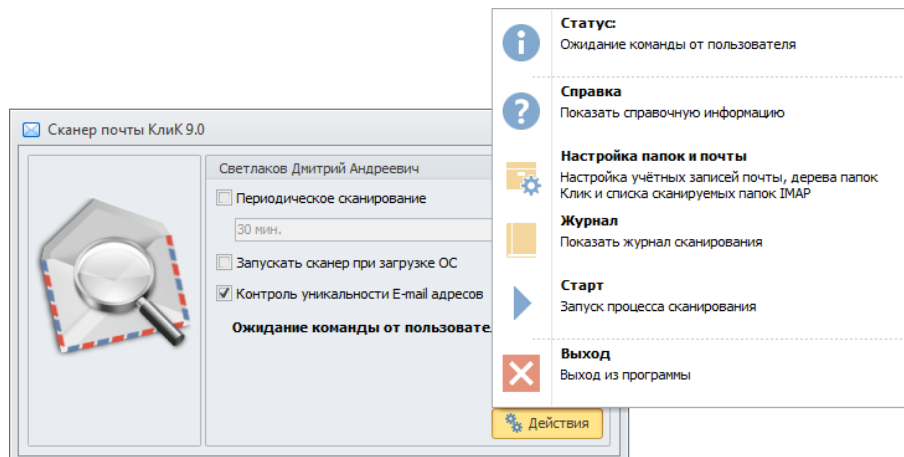 Статус:
Ожидание команды от пользователя
Справка
Показать справочную информацию
Настройка папок и почты
Настройка учётных записей почты, дерева папок
Клик и списка сканируемых папок IMAP
Журнал
Показать журнал сканирования
Старт
Запуск процесса сканирования
Выход
Выход из программы
Сканер почты КлиК 9.0
Светлаков Дмитрий Андреевич
Периодическое сканирование
30 мин.
Запускать сканер при загрузке ОС
Контроль уникальности E-mail адресов
Ожидание команды от пользовате
Действия